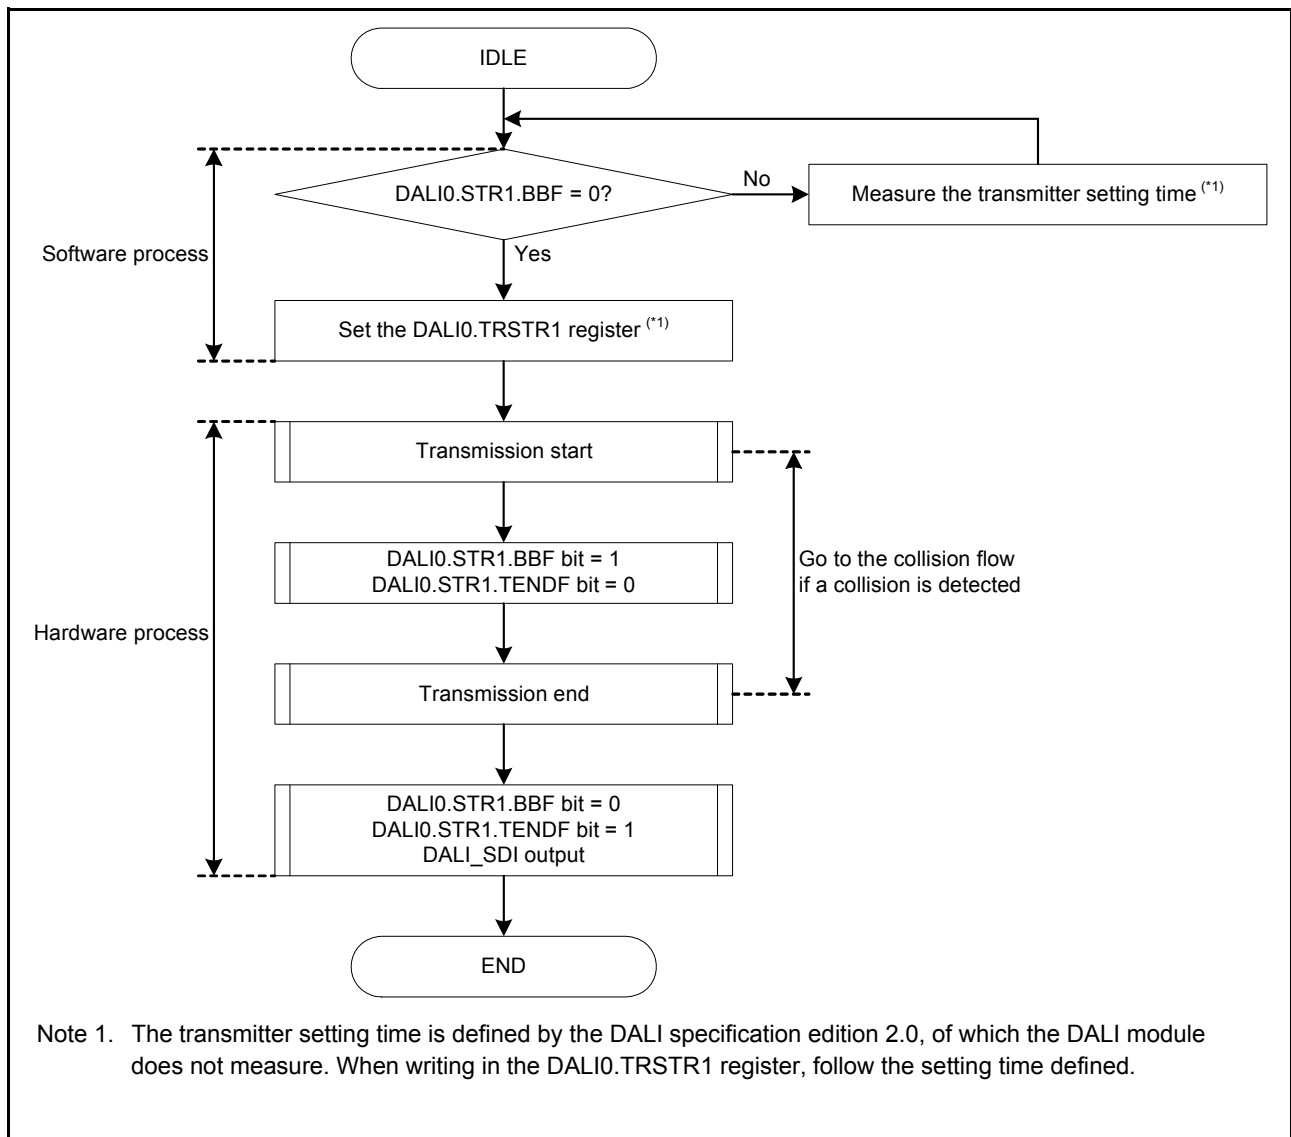 IDLE
DALI0.STR1.BBF = 0?
No
Measure the transmitter setting time (*1)
Yes
Software process
Set the DALI0.TRSTR1 register (*1)
Transmission start
DALI0.STR1.BBF bit = 1
DALI0.STR1.TENDF bit = 0
Go to the collision flow
if a collision is detected
Hardware process
Transmission end
DALI0.STR1.BBF bit = 0
DALI0.STR1.TENDF bit = 1
DALI_SDI output
END
Note 1. The transmitter setting time is defined by the DALI specification edition 2.0, of which the DALI module
does not measure. When writing in the DALI0.TRSTR1 register, follow the setting time defined.